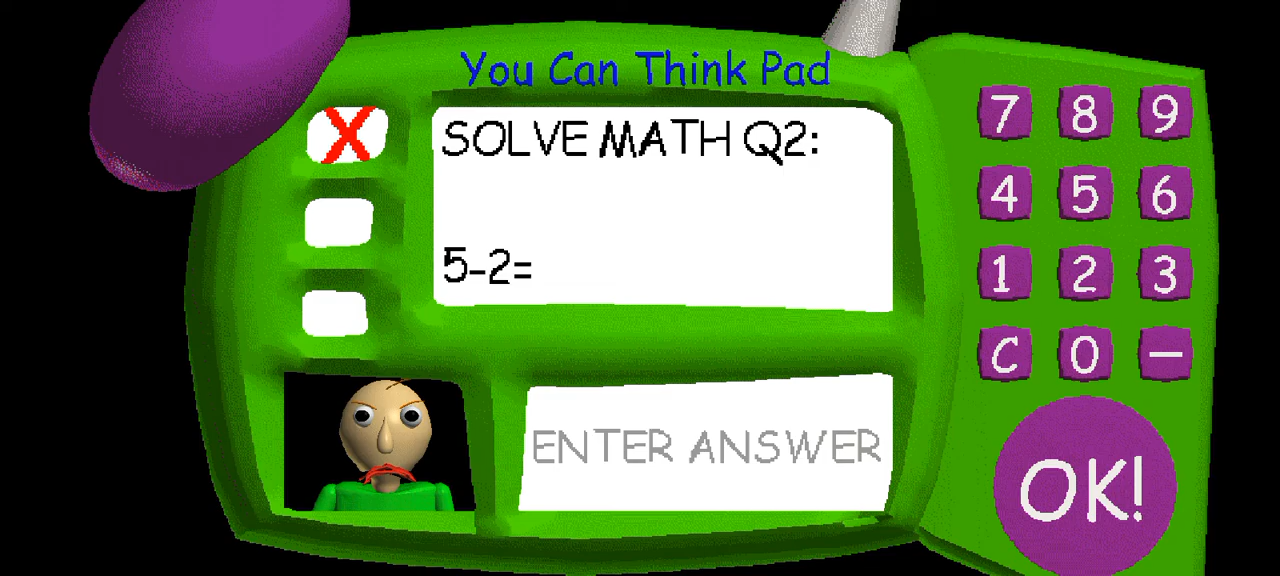 You Can Think Pad
SOLVE MATH Q2:
5-2=
ENTER ANSWER
7 8 9
4 5 6
1 2 3
C 0 —
OK!